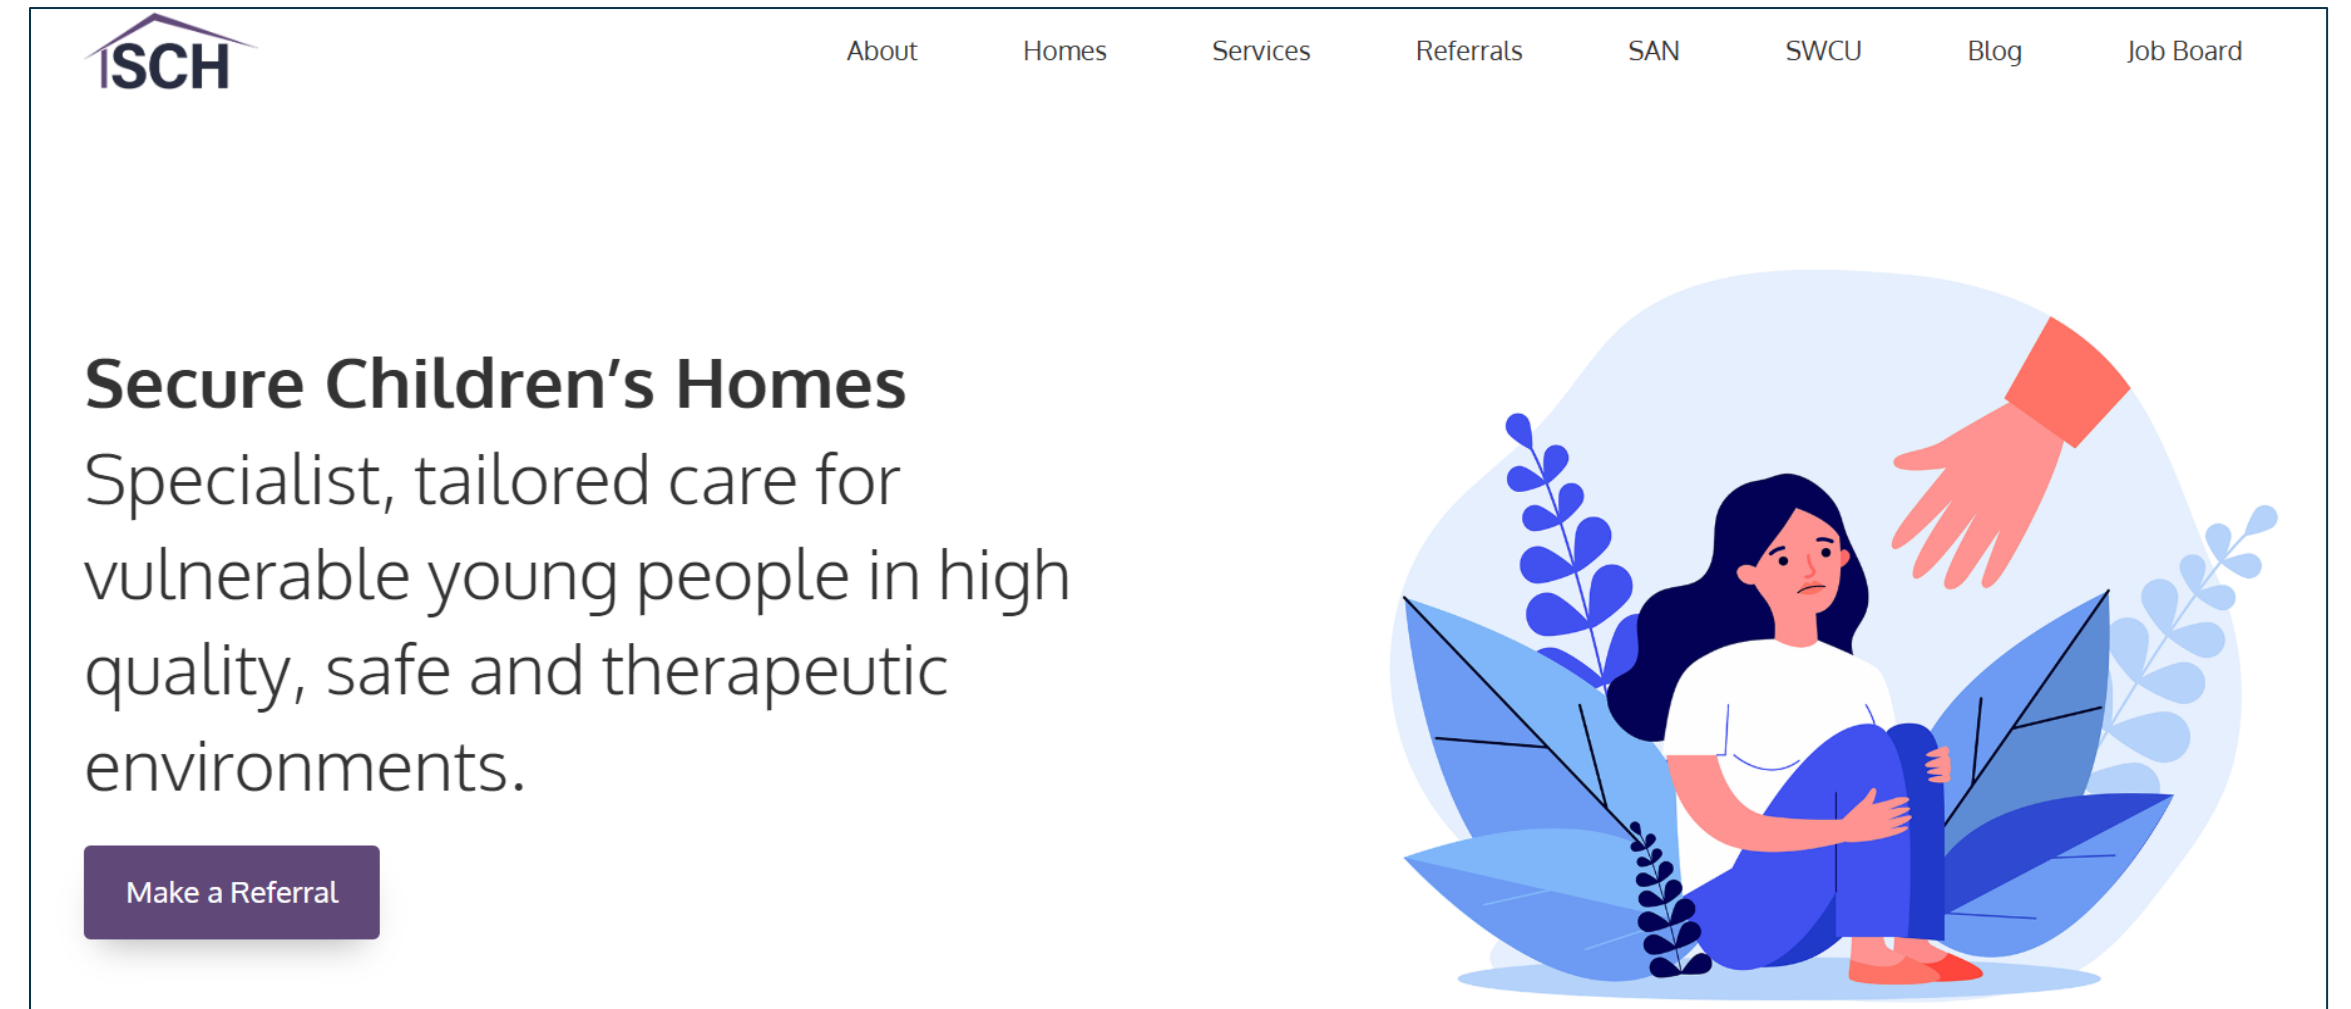 SCH
About Homes Services Referrals SAN SWCU Blog Job Board
Secure Children’s Homes
Specialist, tailored care for
vulnerable young people in high
quality, safe and therapeutic
environments.
Make a Referral